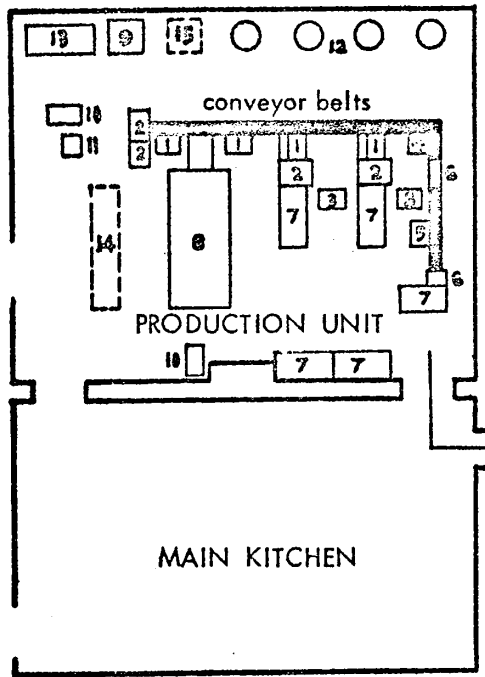 13 9 15 12
conveyor belts
10 2
11 2 1 1 1 1
2 2
3 3
14 8 7 7 5
6
7
PRODUCTION UNIT
10 7 7
MAIN KITCHEN